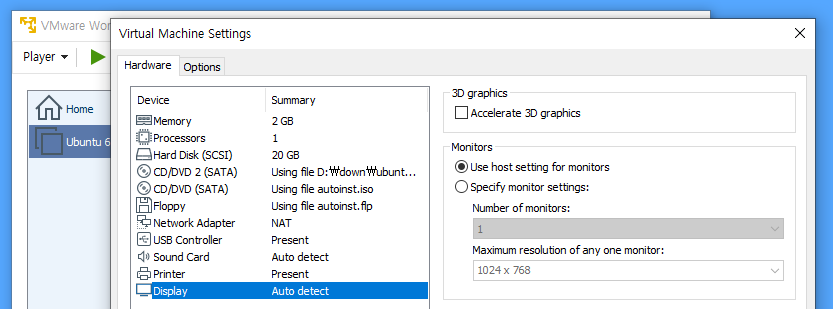 VMware Wor
Virtual Machine Settings
Player
Hardware Options
Home
Ubuntu 6
Device Summary
Memory 2 GB
Processors 1
Hard Disk (SCSI) 20 GB
CD/DVD 2 (SATA) Using file D:₩down₩ubunt...
CD/DVD (SATA) Using file autoinst.iso
Floppy Using file autoinst.flp
Network Adapter NAT
USB Controller Present
Sound Card Auto detect
Printer Present
Display Auto detect
3D graphics
Accelerate 3D graphics
Monitors
Use host setting for monitors
Specify monitor settings:
Number of monitors:
1
Maximum resolution of any one monitor:
1024 x 768